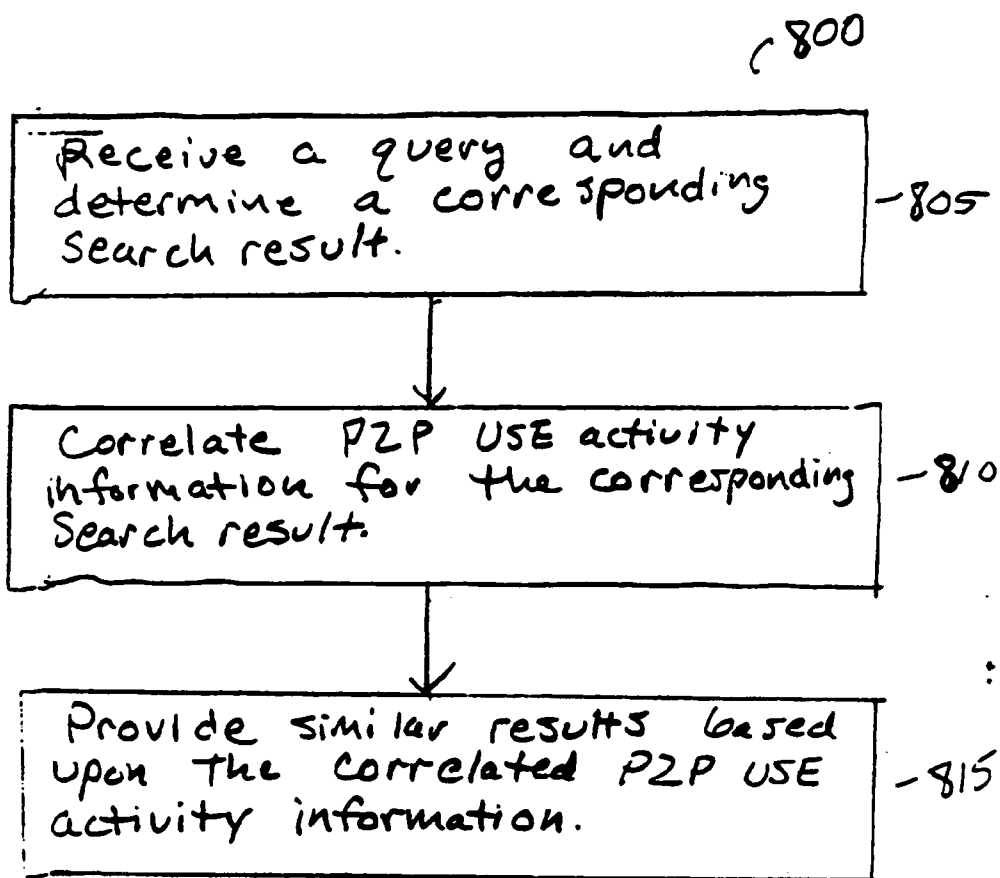 800
Receive a query and
determine a corresponding
Search result.
805
Correlate P2P USE activity
information for the corresponding
Search result.
810
Provide similar results based
upon the correlated P2P USE
activity information.
815